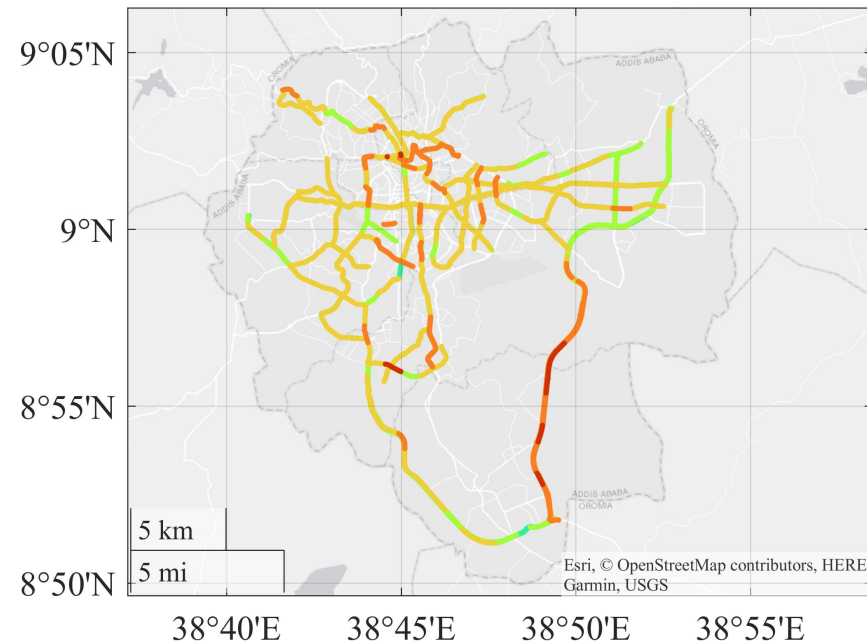 9°05'N
9°N
8°55'N
8°50'N
OROMIA
ADDIS ABABA
ADDIS ABABA
OROMIA
ADDIS ABABA
OROMIA
5 km
5 mi
Esri, © OpenStreetMap contributors, HERE
Garmin, USGS
38°40'E
38°45'E
38°50'E
38°55'E